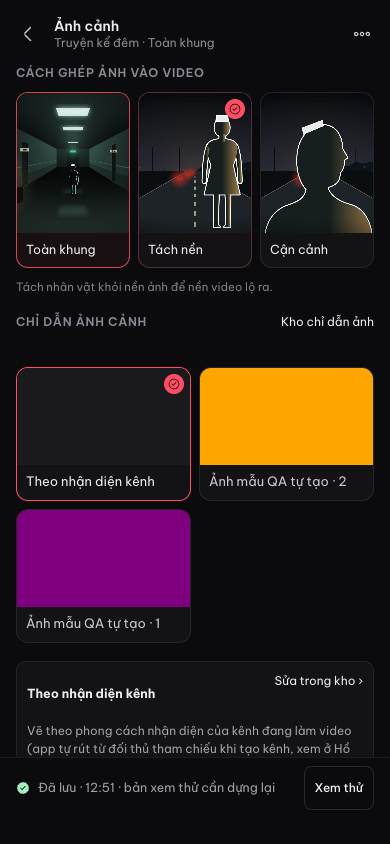 Ảnh cảnh
Truyện kể đêm · Toàn khung
CÁCH GHÉP ẢNH VÀO VIDEO
Toàn khung
Tách nền
Cận cảnh
Tách nhân vật khỏi nền ảnh để nền video lộ ra.
CHỈ DẪN ẢNH CẢNH
Kho chỉ dẫn ảnh
Theo nhận diện kênh
Ảnh mẫu QA tự tạo · 2
Ảnh mẫu QA tự tạo · 1
Sửa trong kho ›
Theo nhận diện kênh
Vẽ theo phong cách nhận diện của kênh đang làm video
(app tự rút từ đối thủ tham chiếu khi tạo kênh, xem ở Hồ
Đã lưu · 12:51 · bản xem thử cần dựng lại
Xem thử